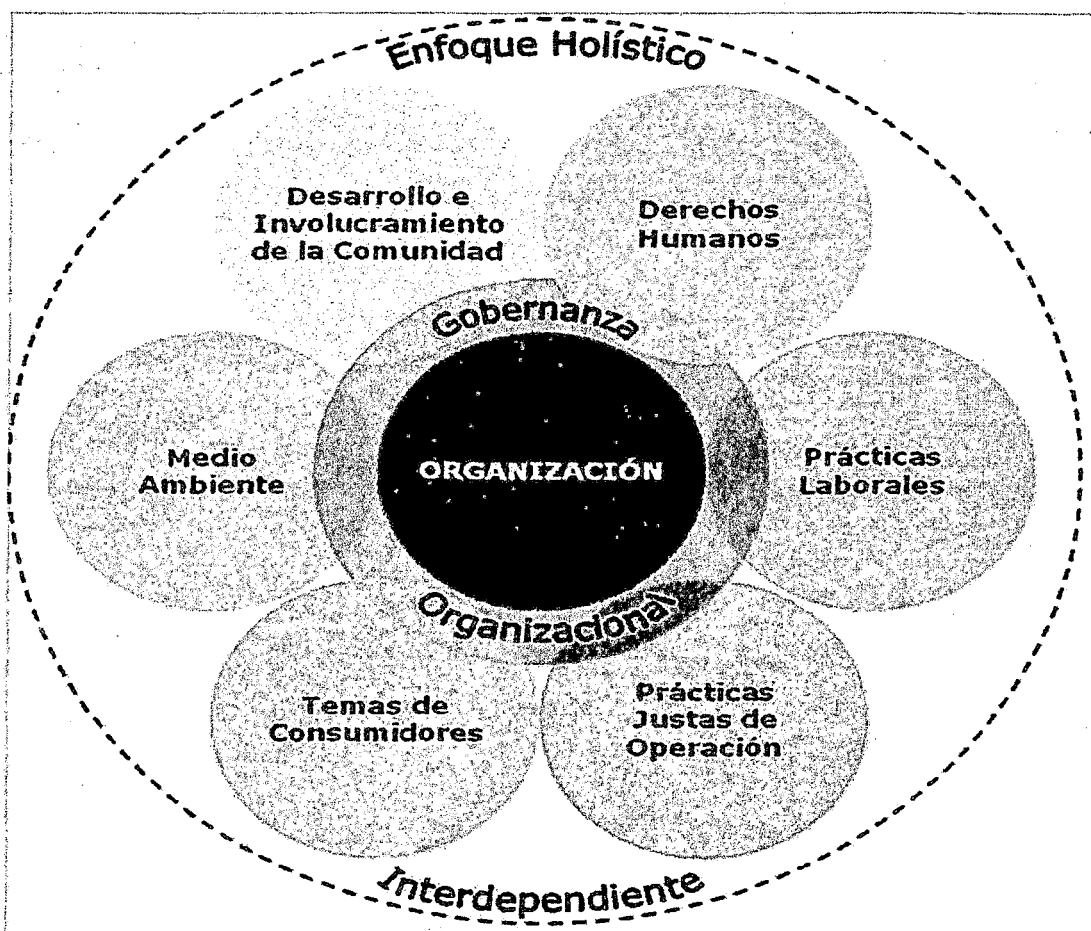 Enfoque Holístico
Desarrollo e
Involucramiento
de la Comunidad
Derechos
Humanos
Gobernanza
Medio
Ambiente
ORGANIZACIÓN
Prácticas
Laborales
Organizacional
Temas de
Consumidores
Prácticas
Justas de
Operación
Interdependiente